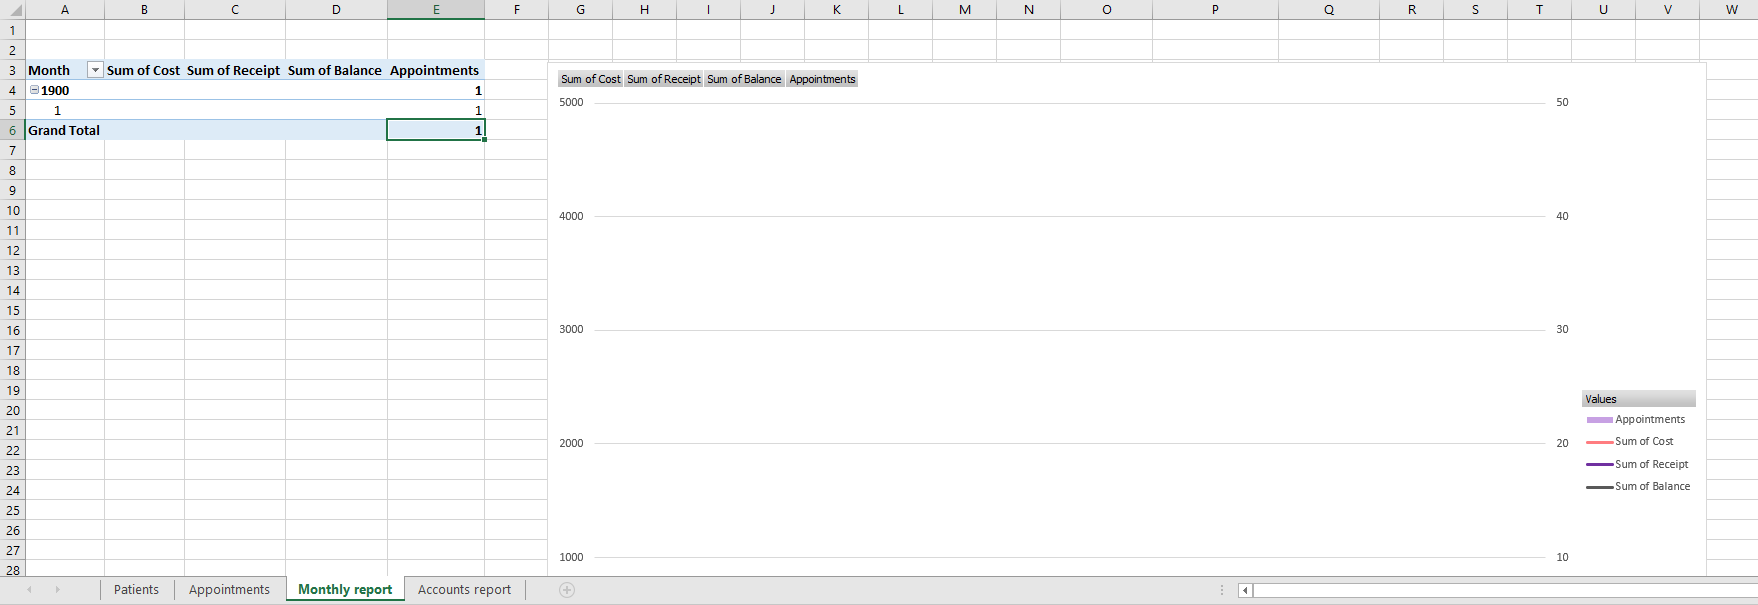 A B C D E F G H I J K L M N O P Q R S T U V W
1
2
3 Month Sum of Cost Sum of Receipt Sum of Balance Appointments
4 1900 1
5 1 1
6 Grand Total 1
7
8
9
10
11
12
13
14
15
16
17
18
19
20
21
22
23
24
25
26
27
28
Sum of Cost Sum of Receipt Sum of Balance Appointments
5000 50
4000 40
3000 30
2000 20
1000 10
Values
Appointments
Sum of Cost
Sum of Receipt
Sum of Balance
Patients Appointments Monthly report Accounts report